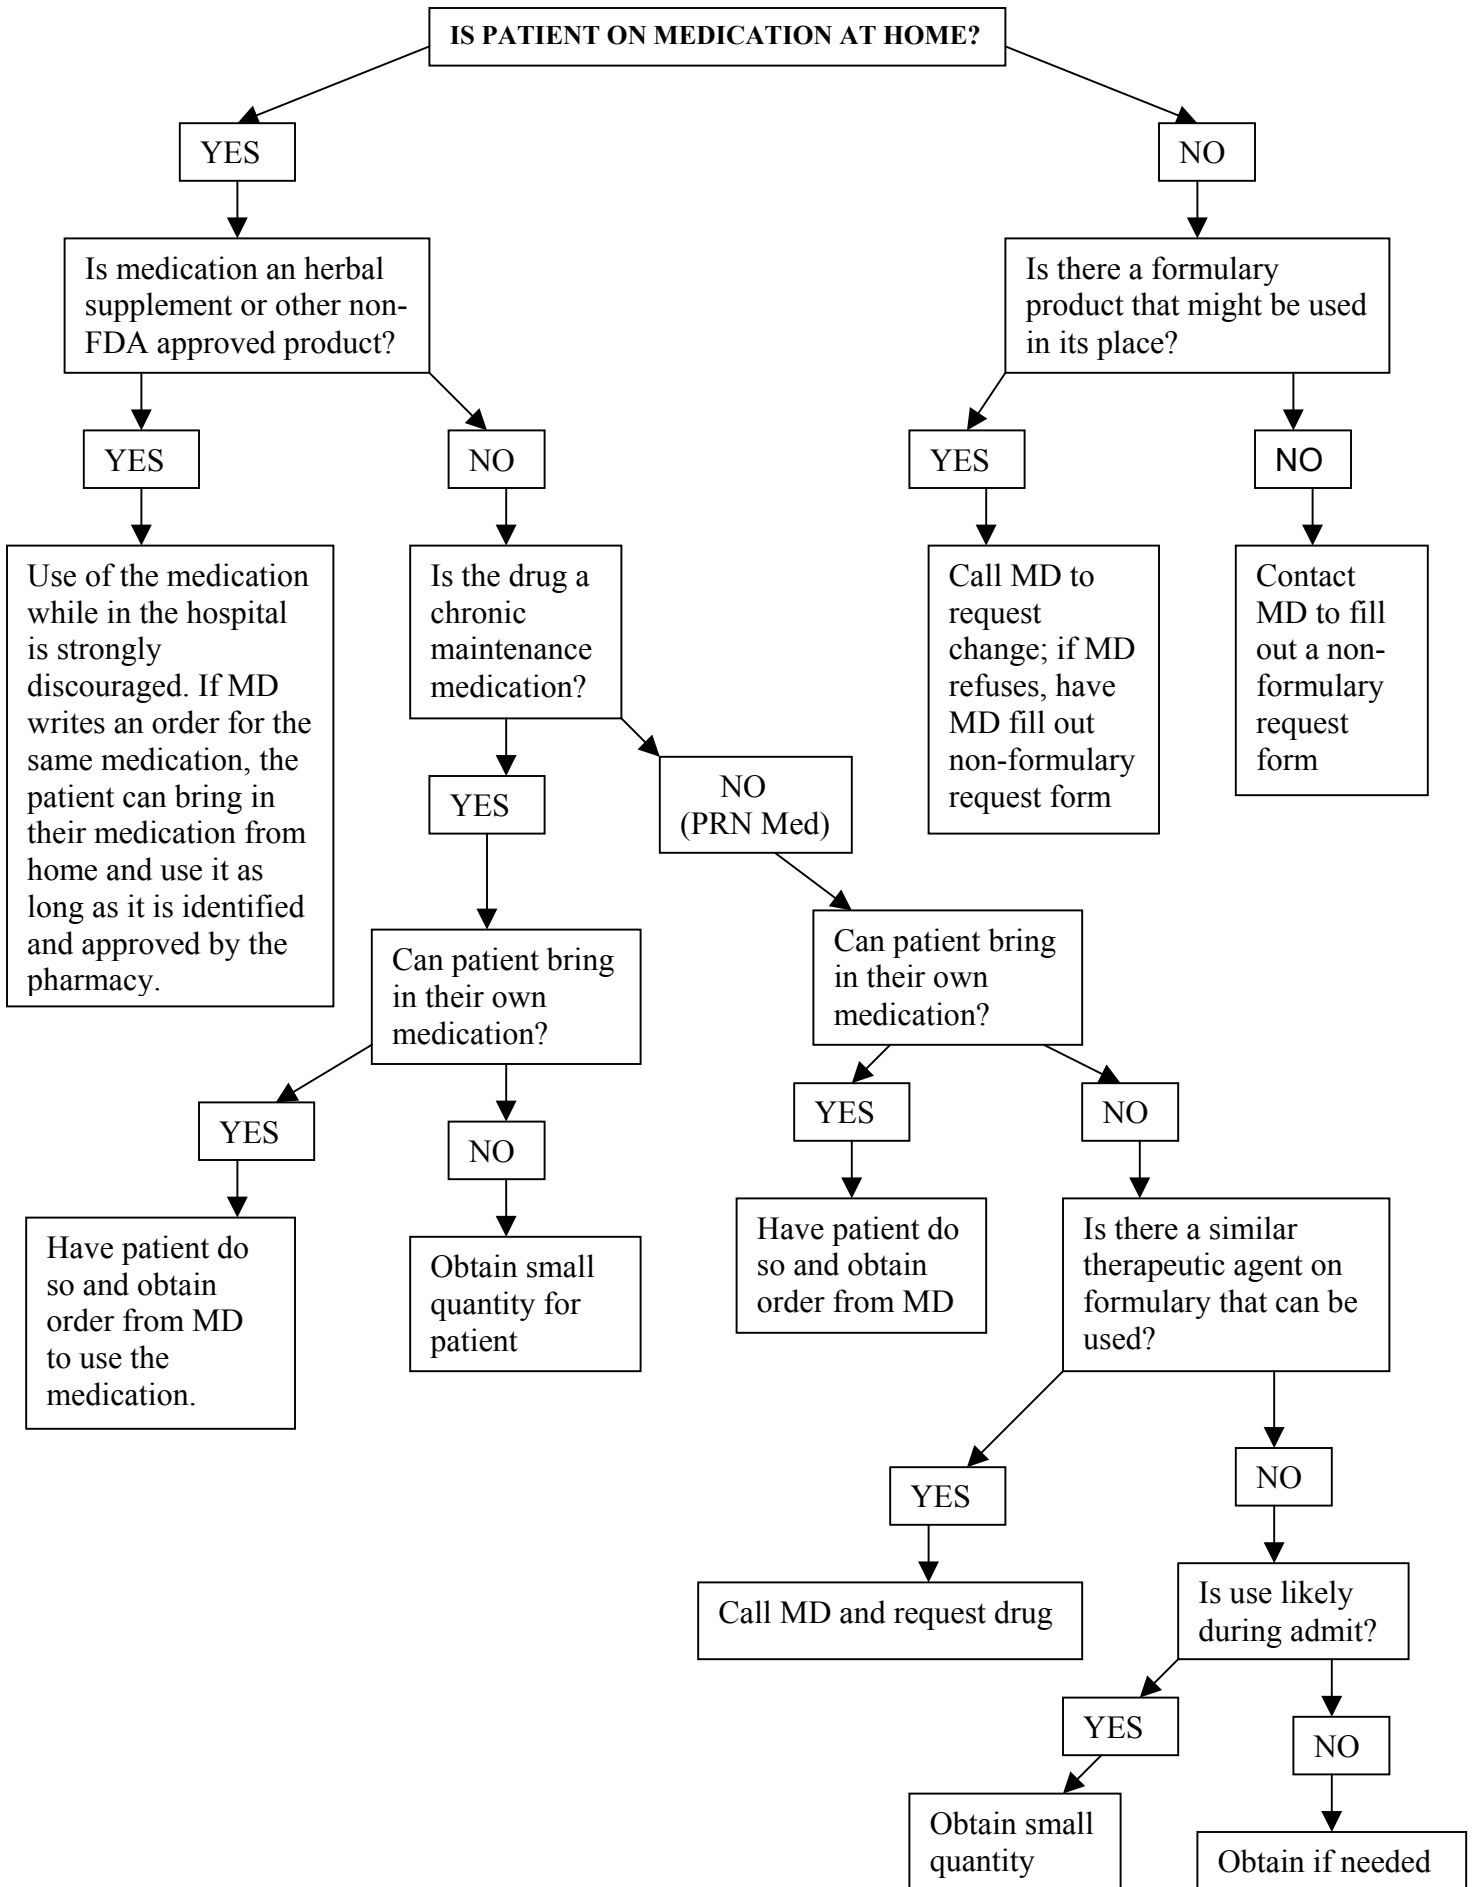 IS PATIENT ON MEDICATION AT HOME?
YES
NO
Is medication an herbal
supplement or other non-
FDA approved product?
Is there a formulary
product that might be used
in its place?
YES
NO
YES
NO
Use of the medication
while in the hospital
is strongly
discouraged. If MD
writes an order for the
same medication, the
patient can bring in
their medication from
home and use it as
long as it is identified
and approved by the
pharmacy.
Is the drug a
chronic
maintenance
medication?
Call MD to
request
change; if MD
refuses, have
MD fill out
non-formulary
request form
Contact
MD to fill
out a non-
formulary
request
form
YES
NO
(PRN Med)
Can patient bring
in their own
medication?
Can patient bring
in their own
medication?
YES
NO
YES
NO
Have patient do
so and obtain
order from MD
to use the
medication.
Obtain small
quantity for
patient
Have patient do
so and obtain
order from MD
Is there a similar
therapeutic agent on
formulary that can be
used?
YES
NO
Call MD and request drug
Is use likely
during admit?
YES
NO
Obtain small
quantity
Obtain if needed